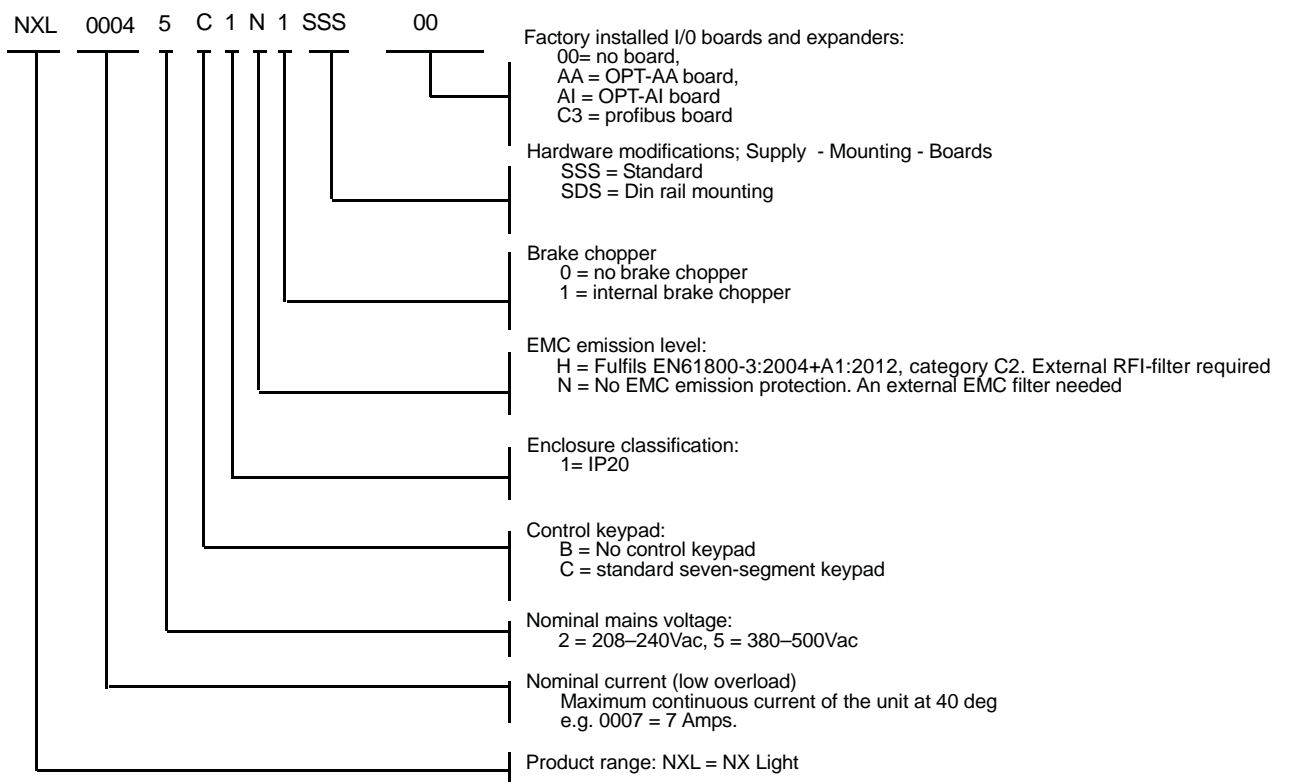 NXL 0004 5 C 1 N 1 SSS 00
Factory installed I/0 boards and expanders:
00= no board,
AA = OPT-AA board,
AI = OPT-AI board
C3 = profibus board
Hardware modifications; Supply - Mounting - Boards
SSS = Standard
SDS = Din rail mounting
Brake chopper
0 = no brake chopper
1 = internal brake chopper
EMC emission level:
H = Fulfils EN61800-3:2004+A1:2012, category C2. External RFI-filter required
N = No EMC emission protection. An external EMC filter needed
Enclosure classification:
1= IP20
Control keypad:
B = No control keypad
C = standard seven-segment keypad
Nominal mains voltage:
2 = 208–240Vac, 5 = 380–500Vac
Nominal current (low overload)
Maximum continuous current of the unit at 40 deg
e.g. 0007 = 7 Amps.
Product range: NXL = NX Light